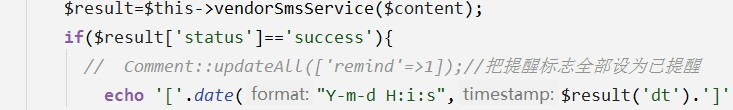 $result=$this->vendorSmsService($content);
if($result['status']=='success'){
//  Comment::updateAll(['remind'=>1]);//把提醒标志全部设为已提醒
echo '['.date( format: "Y-m-d H:i:s", timestamp: $result('dt').']'